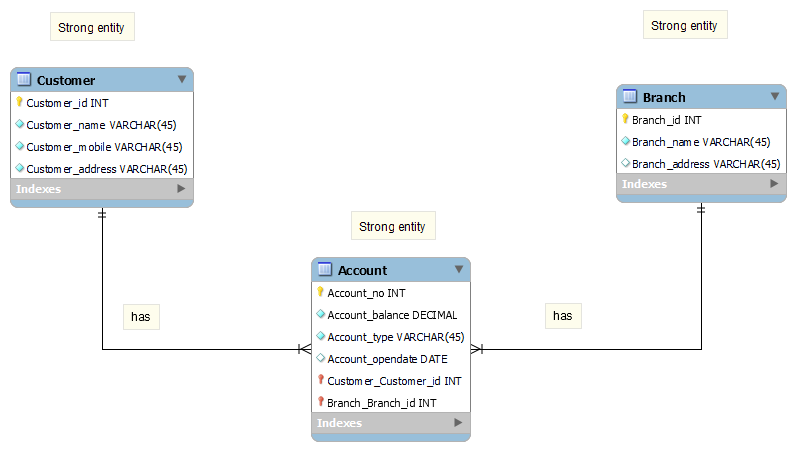 Strong entity
Customer
Customer_id INT
Customer_name VARCHAR(45)
Customer_mobile VARCHAR(45)
Customer_address VARCHAR(45)
Indexes
Strong entity
Branch
Branch_id INT
Branch_name VARCHAR(45)
Branch_address VARCHAR(45)
Indexes
Strong entity
Account
Account_no INT
Account_balance DECIMAL
Account_type VARCHAR(45)
Account_opendate DATE
Customer_Customer_id INT
Branch_Branch_id INT
Indexes
has
has